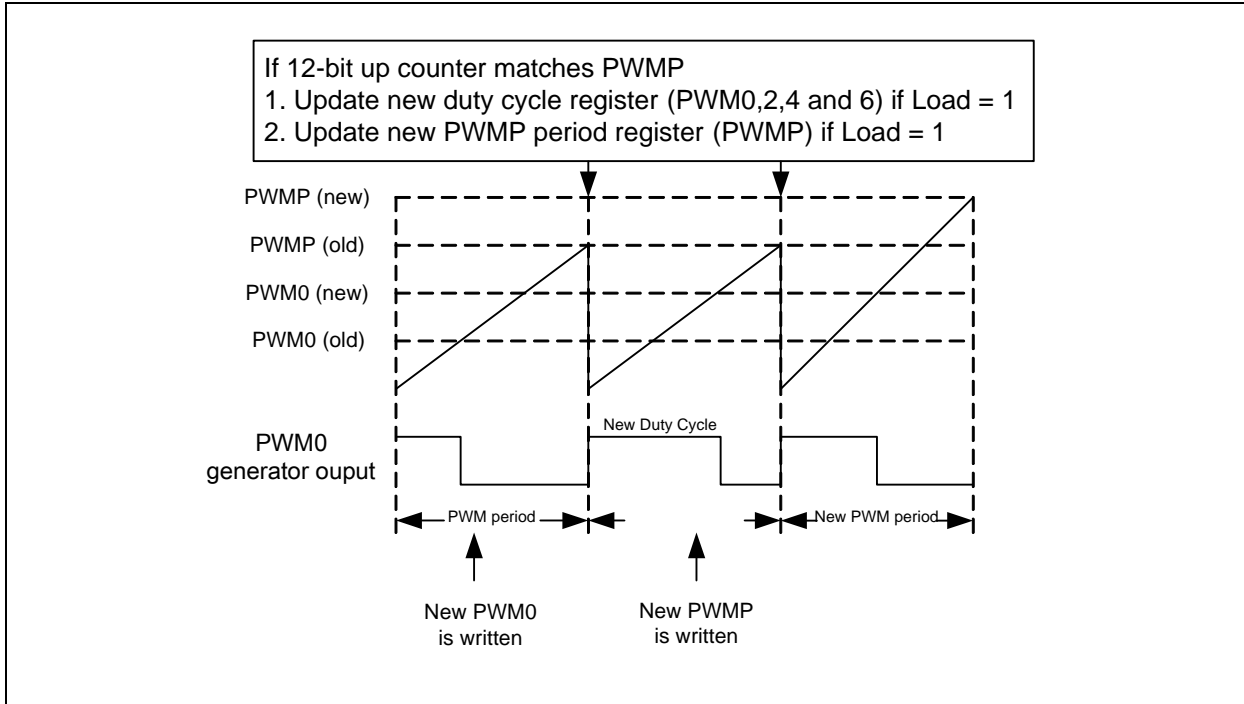 If 12-bit up counter matches PWMP
1. Update new duty cycle register (PWM0,2,4 and 6) if Load = 1
2. Update new PWMP period register (PWMP) if Load = 1
PWMP (new)
PWMP (old)
PWM0 (new)
PWM0 (old)
New Duty Cycle
PWM0
generator ouput
PWM period
New PWM period
New PWM0
is written
New PWMP
is written